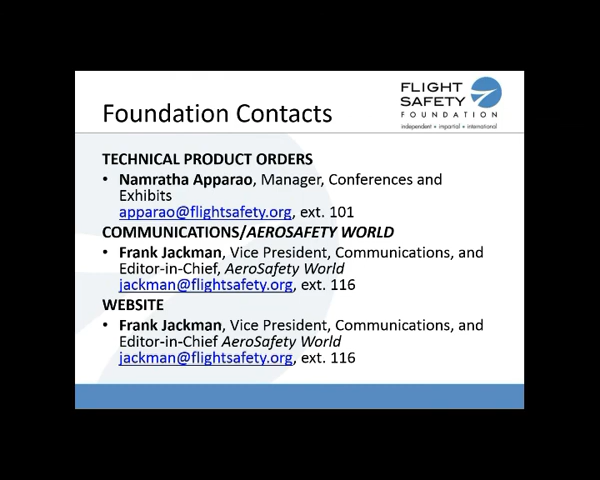 FLIGHT
SAFETY
FOUNDATION
independent • impartial • international
Foundation Contacts
TECHNICAL PRODUCT ORDERS
• Namratha Apparao, Manager, Conferences and
Exhibits
apparao@flightsafety.org, ext. 101
COMMUNICATIONS/AEROSAFETY WORLD
• Frank Jackman, Vice President, Communications, and
Editor-in-Chief, AeroSafety World
jackman@flightsafety.org, ext. 116
WEBSITE
• Frank Jackman, Vice President, Communications, and
Editor-in-Chief AeroSafety World
jackman@flightsafety.org, ext. 116